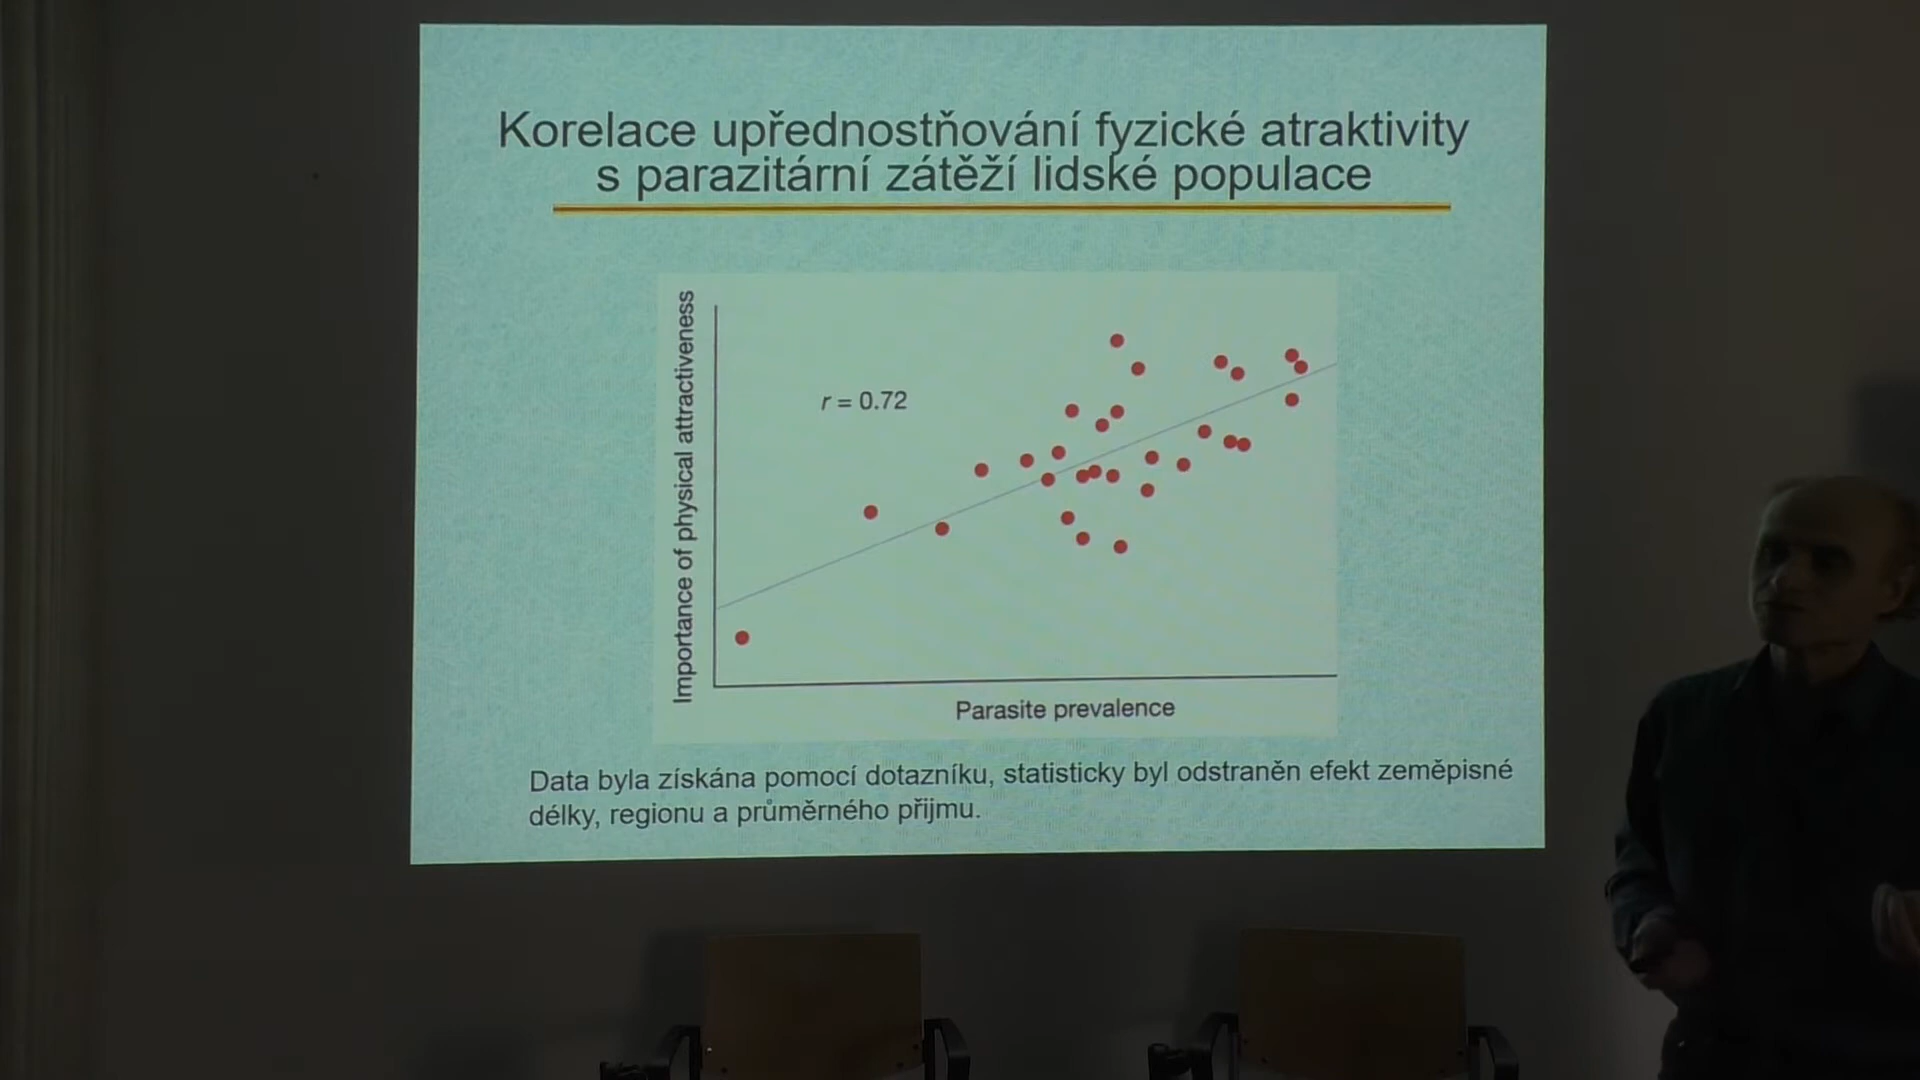 Korelace upřednostňování fyzické atraktivity
s parazitární zátěží lidské populace
Importance of physical attractiveness
r = 0.72
Parasite prevalence
Data byla získána pomocí dotazníku, statisticky byl odstraněn efekt zeměpisné
délky, regionu a průměrného přijmu.